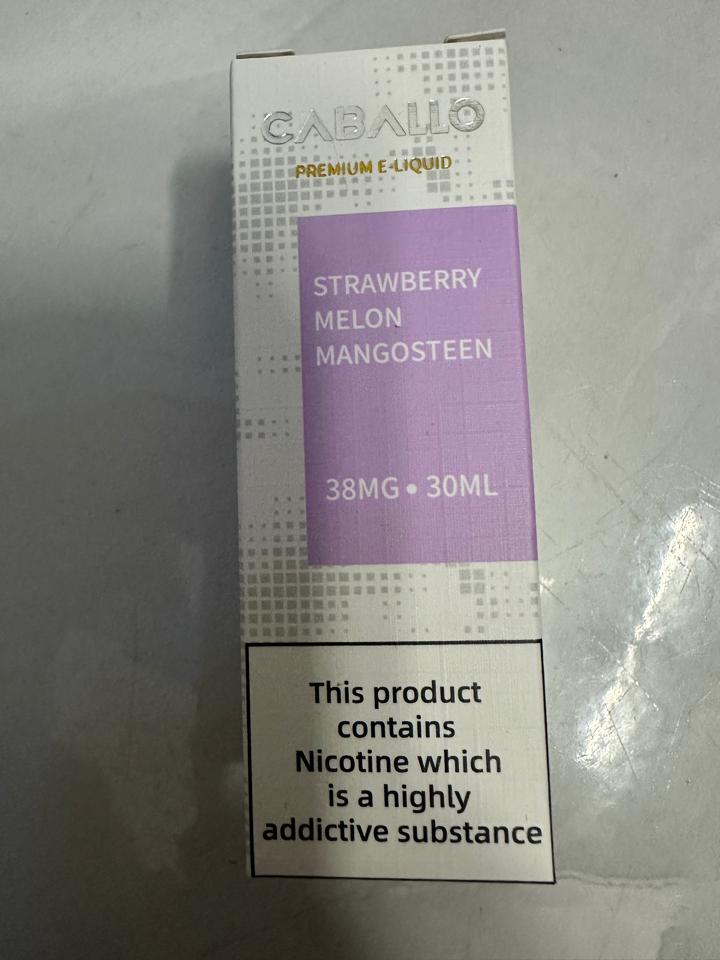 CABALLO
PREMIUM E-LIQUID
STRAWBERRY
MELON
MANGOSTEEN
38MG • 30ML
This product
contains
Nicotine which
is a highly
addictive substance